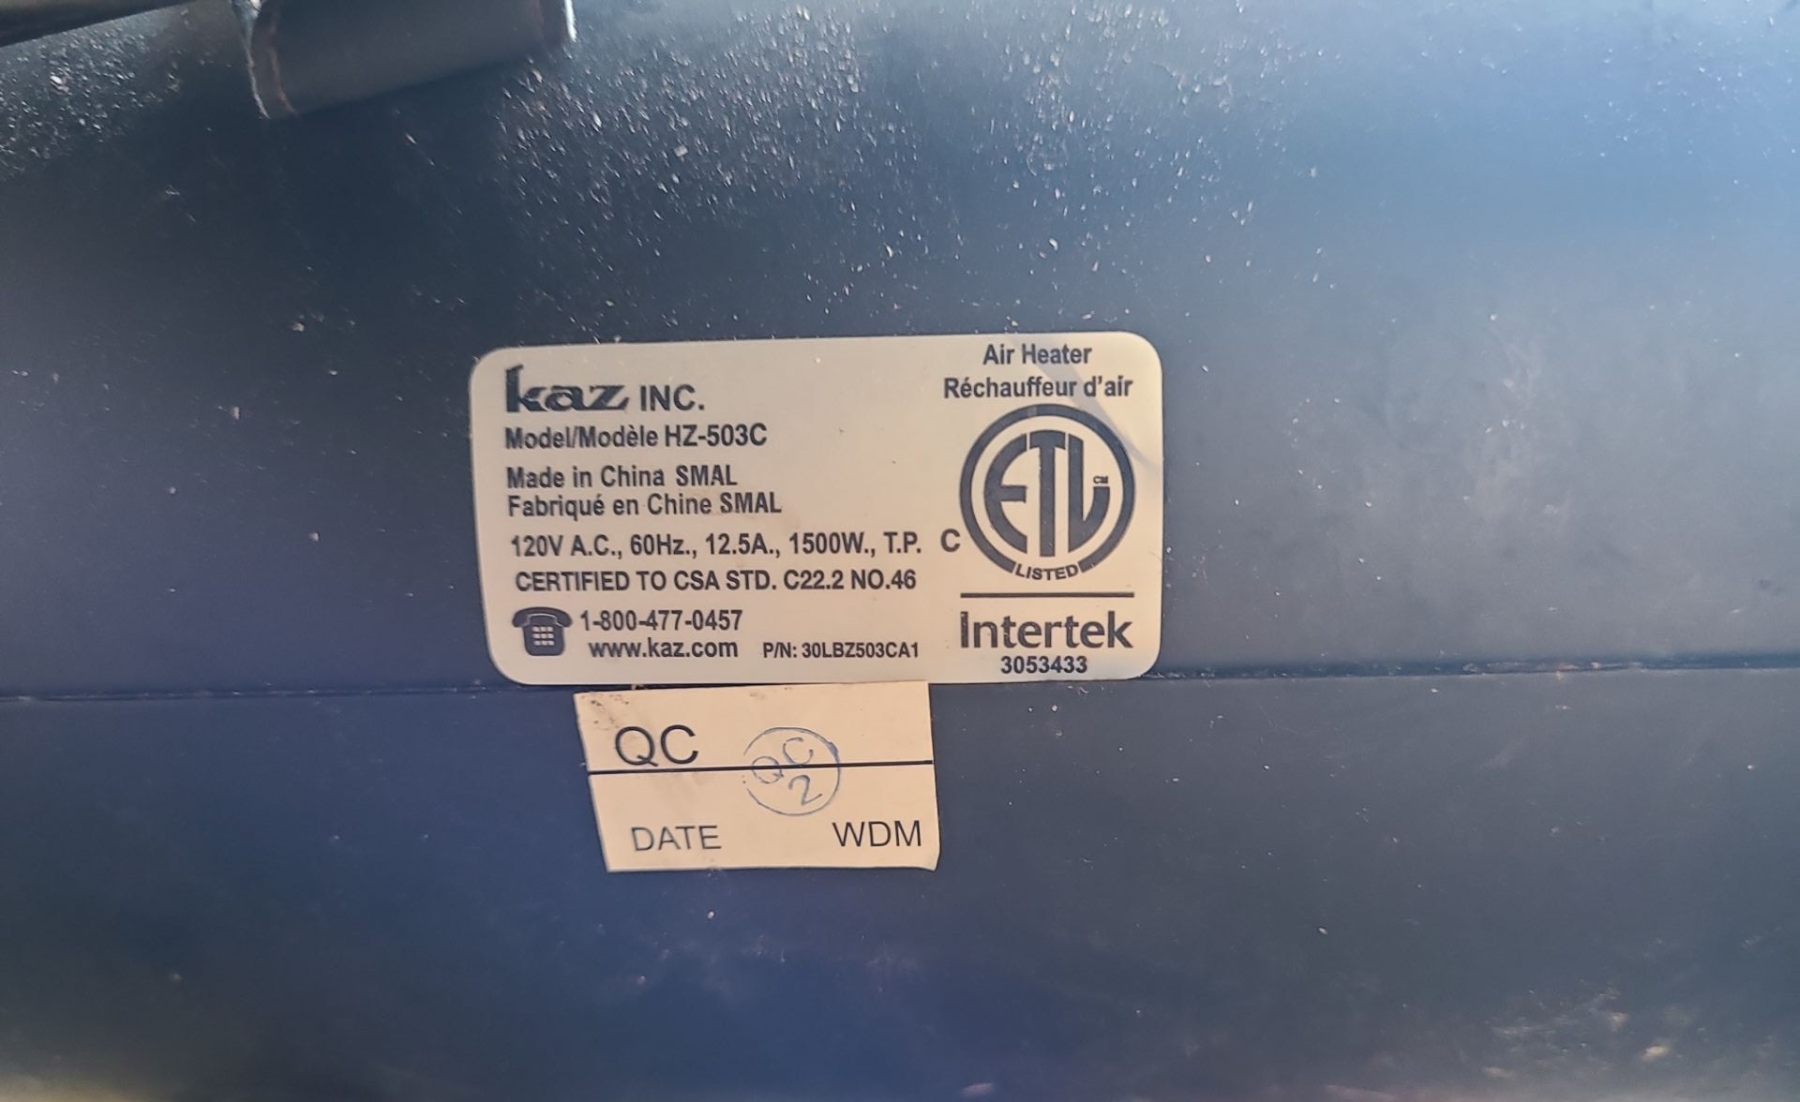 kaz INC.
Model/Modèle HZ-503C
Made in China SMAL
Fabriqué en Chine SMAL
120V A.C., 60Hz., 12.5A., 1500W., T.P.
CERTIFIED TO CSA STD. C22.2 NO.46
1-800-477-0457
www.kaz.com P/N: 30LBZ503CA1
Air Heater
Réchauffeur d'air
ETL CM
C
LISTED
Intertek
3053433
QC
QC
2
DATE WDM